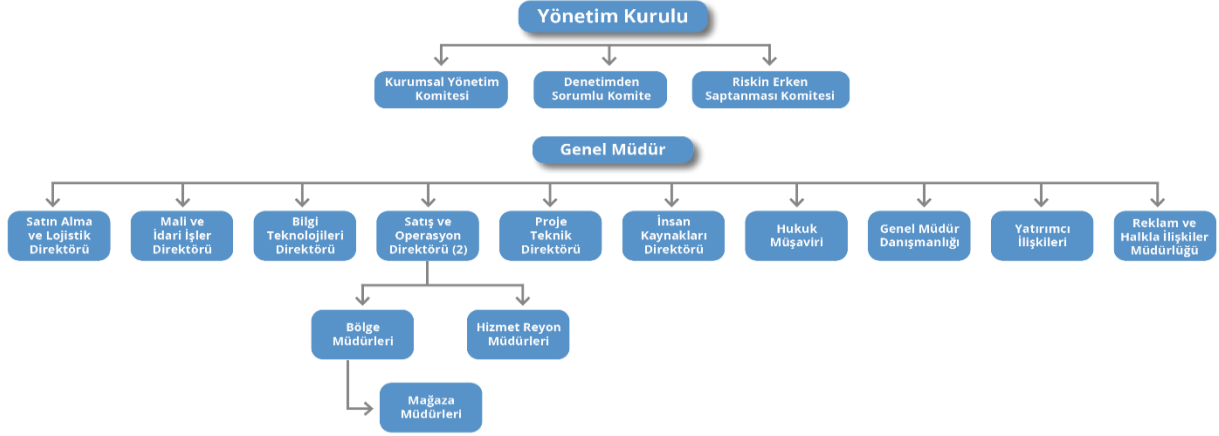 Yönetim Kurulu
Kurumsal Yönetim
Komitesi
Denetimden
Sorumlu Komite
Riskin Erken
Saptanması Komitesi
Genel Müdür
Satın Alma
ve Lojistik
Direktörü
Mali ve
İdari İşler
Direktörü
Bilgi
Teknolojileri
Direktörü
Satış ve
Operasyon
Direktörü (2)
Proje
Teknik
Direktörü
İnsan
Kaynakları
Direktörü
Hukuk
Müşaviri
Genel Müdür
Danışmanlığı
Yatırımcı
İlişkileri
Reklam ve
Halkla İlişkiler
Müdürlüğü
Bölge
Müdürleri
Hizmet Reyon
Müdürleri
Mağaza
Müdürleri